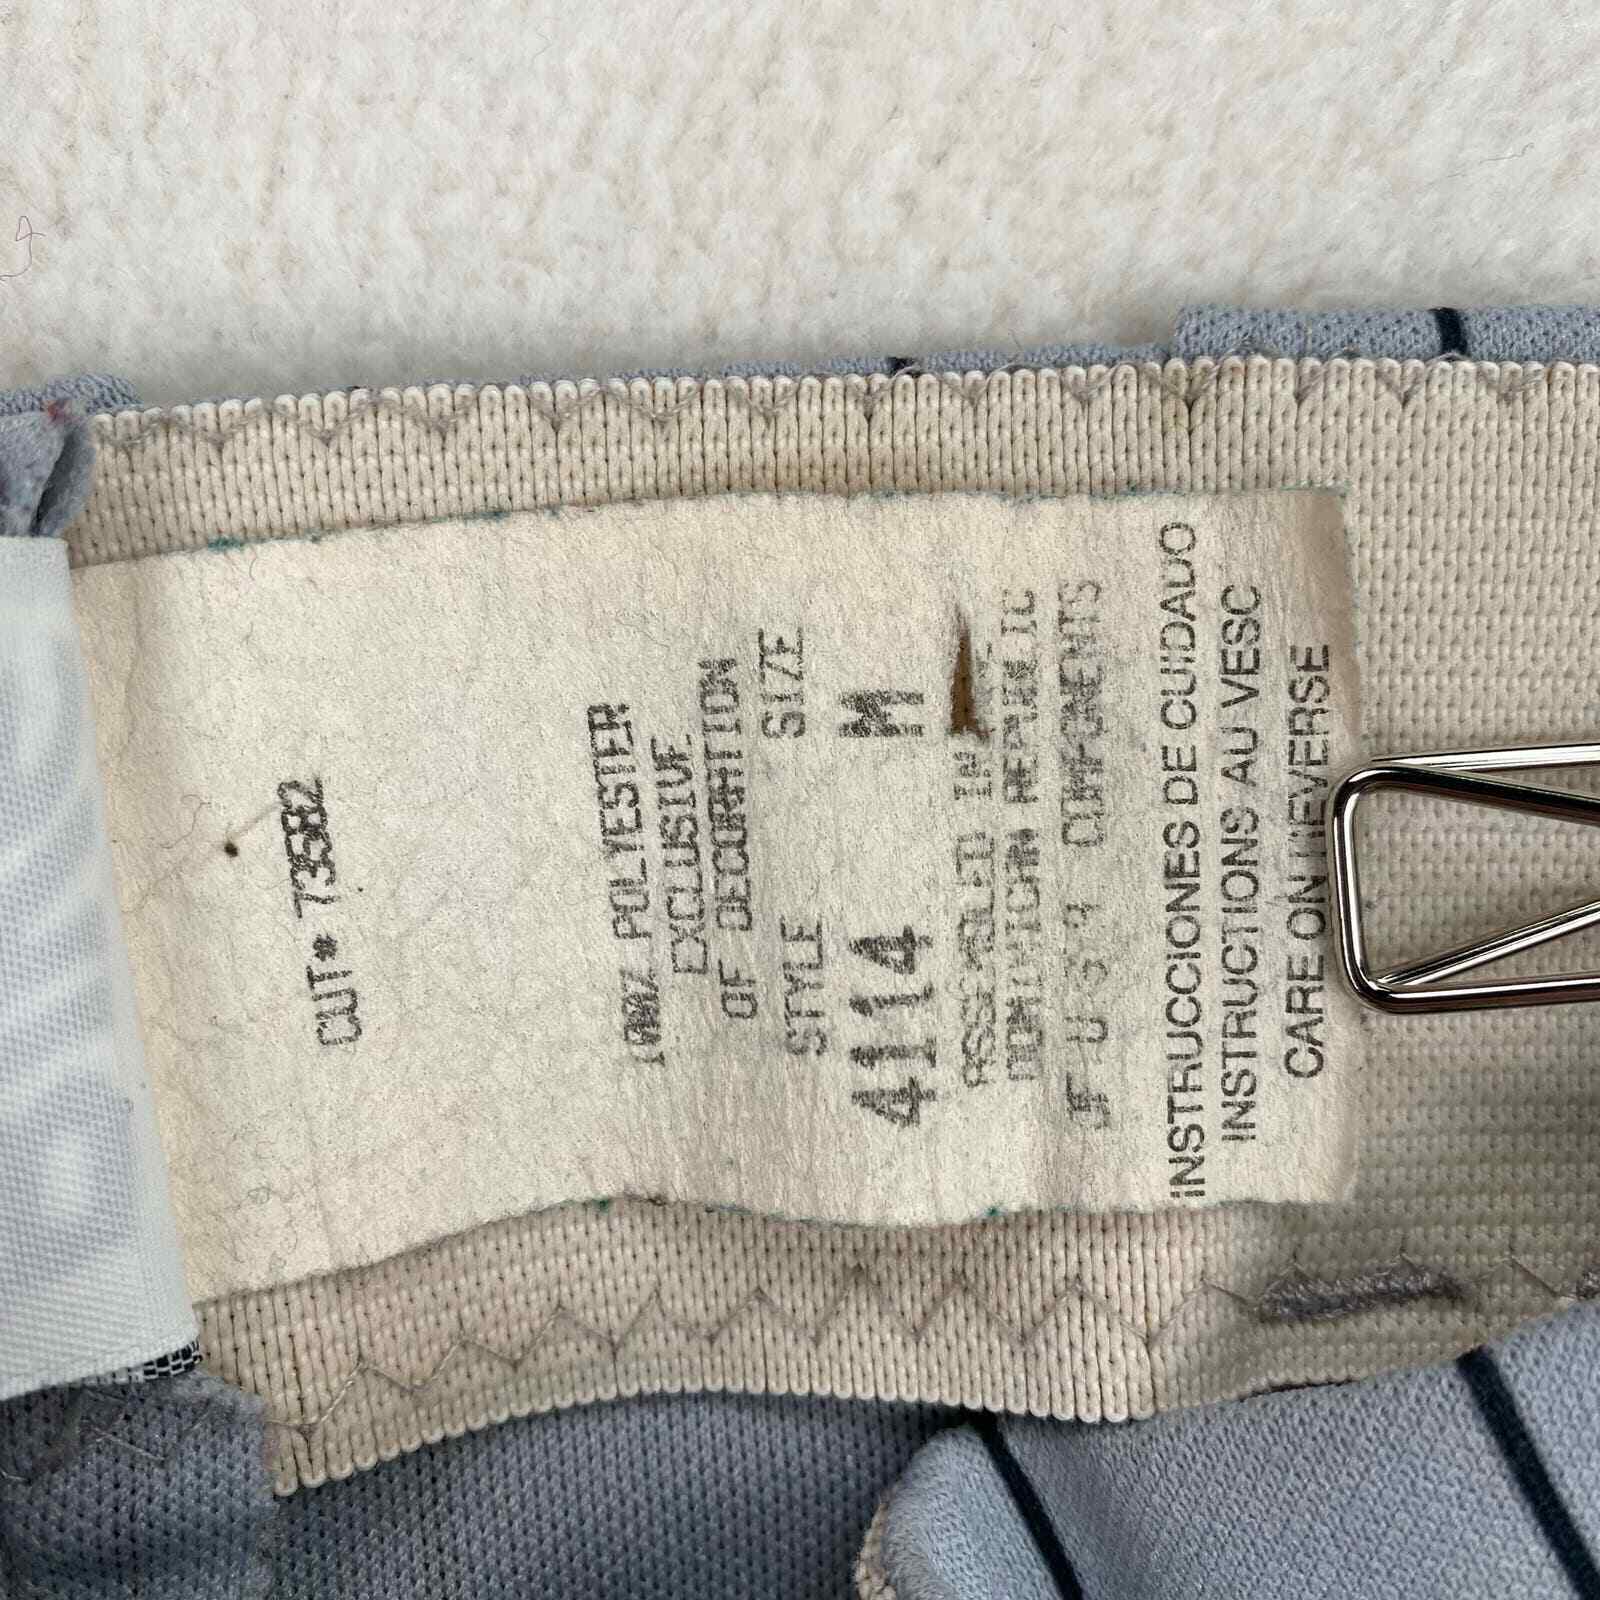 CUT# 73582
100% POLYESTER
EXCLUSIVE
OF DECORATION
STYLE SIZE
4114 M
ASSEMBLED IN
DOMINICAN REPUBLIC
OF U S A COMPONENTS
INSTRUCCIONES DE CUIDADO
INSTRUCTIONS AU VESC
CARE ON REVERSE